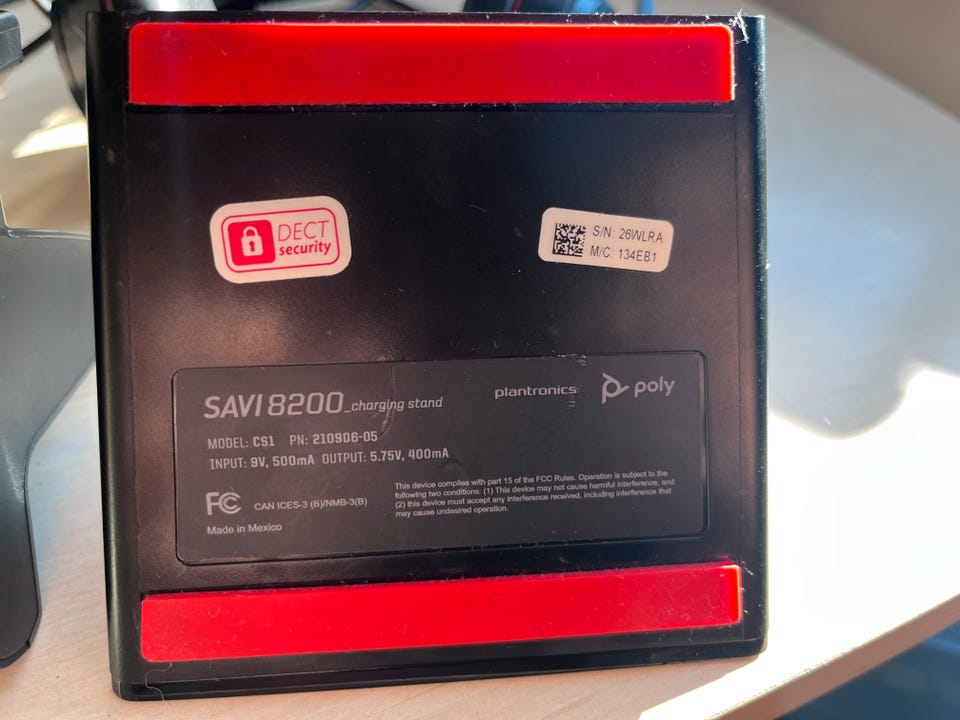 DECT
security
S/N: 26WLRA
M/C: 134EB1
SAVI 8200_charging stand
plantronics poly
MODEL: CS1 PN: 210906-05
INPUT: 9V, 500mA OUTPUT: 5.75V, 400mA
FC CAN ICES-3 (B)/NMB-3(B)
Made in Mexico
This device complies with part 15 of the FCC Rules. Operation is subject to the
following two conditions: (1) This device may not cause harmful interference, and
(2) this device must accept any interference received, including interference that
may cause undesired operation.